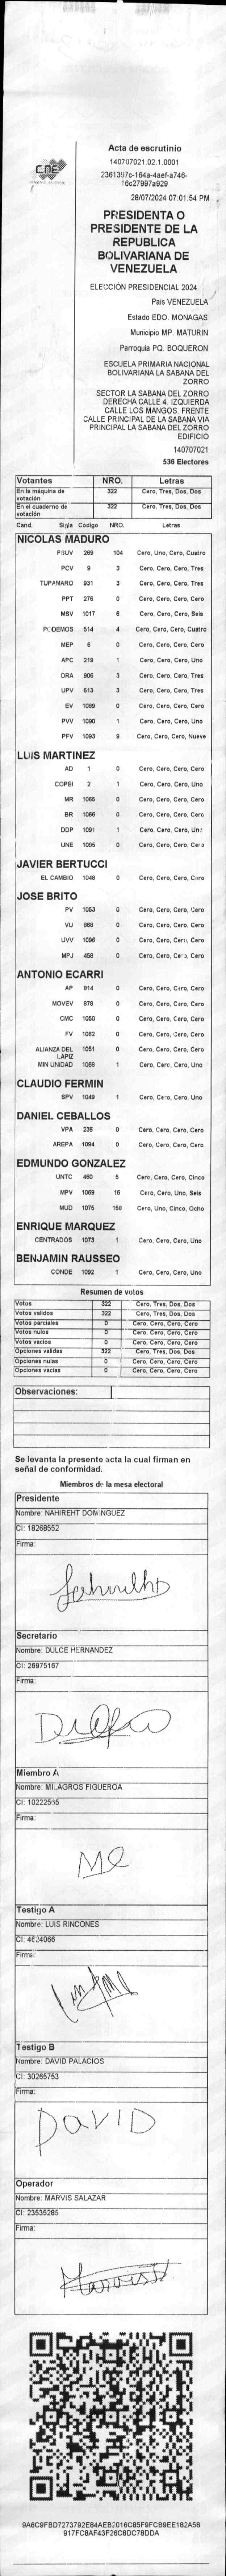 CNE
Acta de escrutinio
140707021.02.1.0001
16c27997a929
28/07/2024 07:01:54 PM
PRESIDENTA O
PRESIDENTE DE LA
REPUBLICA
BOLIVARIANA DE
VENEZUELA
ELECCIÓN PRESIDENCIAL 2024
Pais VENEZUELA
Estado EDO. MONAGAS
Municipio MP. MATURIN
Parroquia PQ. BOQUERON
ESCUELA PRIMARIA NACIONAL
BOLIVARIANA LA SABANA DEL
ZORRO
SECTOR LA SABANA DEL ZORRO
DERECHA CALLE 4. IZQUIERDA
CALLE LOS MANGOS. FRENTE
CALLE PRINCIPAL DE LA SABANA VIA
PRINCIPAL LA SABANA DEL ZORRO
EDIFICIO
140707021
536 Electores
Votantes NRO. Letras
En la máquina de votación 322 Cero, Tres, Dos, Dos
En el cuaderno de votación 322 Cero, Tres, Dos, Dos
Cand. Sigla Código NRO. Letras
NICOLAS MADURO
PSUV 269 104 Cero, Uno, Cero, Cuatro
PCV 9 3 Cero, Cero, Cero, Tres
TUPAMARO 931 3 Cero, Cero, Cero, Tres
PPT 276 0 Cero, Cero, Cero, Cero
MSV 1017 6 Cero, Cero, Cero, Seis
PODEMOS 514 4 Cero, Cero, Cero, Cuatro
MEP 6 0 Cero, Cero, Cero, Cero
APC 219 1 Cero, Cero, Cero, Uno
ORA 906 3 Cero, Cero, Cero, Tres
UPV 513 3 Cero, Cero, Cero, Tres
EV 1089 0 Cero, Cero, Cero, Cero
PVV 1090 1 Cero, Cero, Cero, Uno
PFV 1093 9 Cero, Cero, Cero, Nueve
LUIS MARTINEZ
AD 1 0 Cero, Cero, Cero, Cero
COPEI 2 1 Cero, Cero, Cero, Uno
MR 1065 0 Cero, Cero, Cero, Cero
BR 1066 0 Cero, Cero, Cero, Cero
DDP 1091 1 Cero, Cero, Cero, Uno
UNE 1095 0 Cero, Cero, Cero, Cero
JAVIER BERTUCCI
EL CAMBIO 1048 0 Cero, Cero, Cero, Cero
JOSE BRITO
PV 1053 0 Cero, Cero, Cero, Cero
VU 868 0 Cero, Cero, Cero, Cero
UVV 1096 0 Cero, Cero, Cero, Cero
MPJ 458 0 Cero, Cero, Cero, Cero
ANTONIO ECARRI
AP 814 0 Cero, Cero, Cero, Cero
MOVEV 878 0 Cero, Cero, Cero, Cero
CMC 1050 0 Cero, Cero, Cero, Cero
FV 1062 0 Cero, Cero, Cero, Cero
ALIANZA DEL LAPIZ 1051 0 Cero, Cero, Cero, Cero
MIN UNIDAD 1068 1 Cero, Cero, Cero, Uno
CLAUDIO FERMIN
SPV 1049 1 Cero, Cero, Cero, Uno
DANIEL CEBALLOS
VPA 236 0 Cero, Cero, Cero, Cero
AREPA 1094 0 Cero, Cero, Cero, Cero
EDMUNDO GONZALEZ
UNTC 460 5 Cero, Cero, Cero, Cinco
MPV 1069 16 Cero, Cero, Uno, Seis
MUD 1075 158 Cero, Uno, Cinco, Ocho
ENRIQUE MARQUEZ
CENTRADOS 1073 1 Cero, Cero, Cero, Uno
BENJAMIN RAUSSEO
CONDE 1092 1 Cero, Cero, Cero, Uno
Resumen de votos
Votos 322 Cero, Tres, Dos, Dos
Votos validos 322 Cero, Tres, Dos, Dos
Votos parciales 0 Cero, Cero, Cero, Cero
Votos nulos 0 Cero, Cero, Cero, Cero
Votos vacios 0 Cero, Cero, Cero, Cero
Opciones validas 322 Cero, Tres, Dos, Dos
Opciones nulas 0 Cero, Cero, Cero, Cero
Opciones vacias 0 Cero, Cero, Cero, Cero
Observaciones:
Se levanta la presente acta la cual firman en
señal de conformidad.
Miembros de la mesa electoral
Presidente
Nombre: NAHIREHT DOMINGUEZ
CI: 18268552
Firma:
Secretario
Nombre: DULCE HERNANDEZ
CI: 26975167
Firma:
Miembro A
Nombre: MILAGROS FIGUEROA
CI: 10222595
Firma:
Testigo A
Nombre: LUIS RINCONES
CI: 4624066
Firma:
Testigo B
Nombre: DAVID PALACIOS
CI: 30265753
Firma:
DAVID
Operador
Nombre: MARVIS SALAZAR
CI: 23535285
Firma: